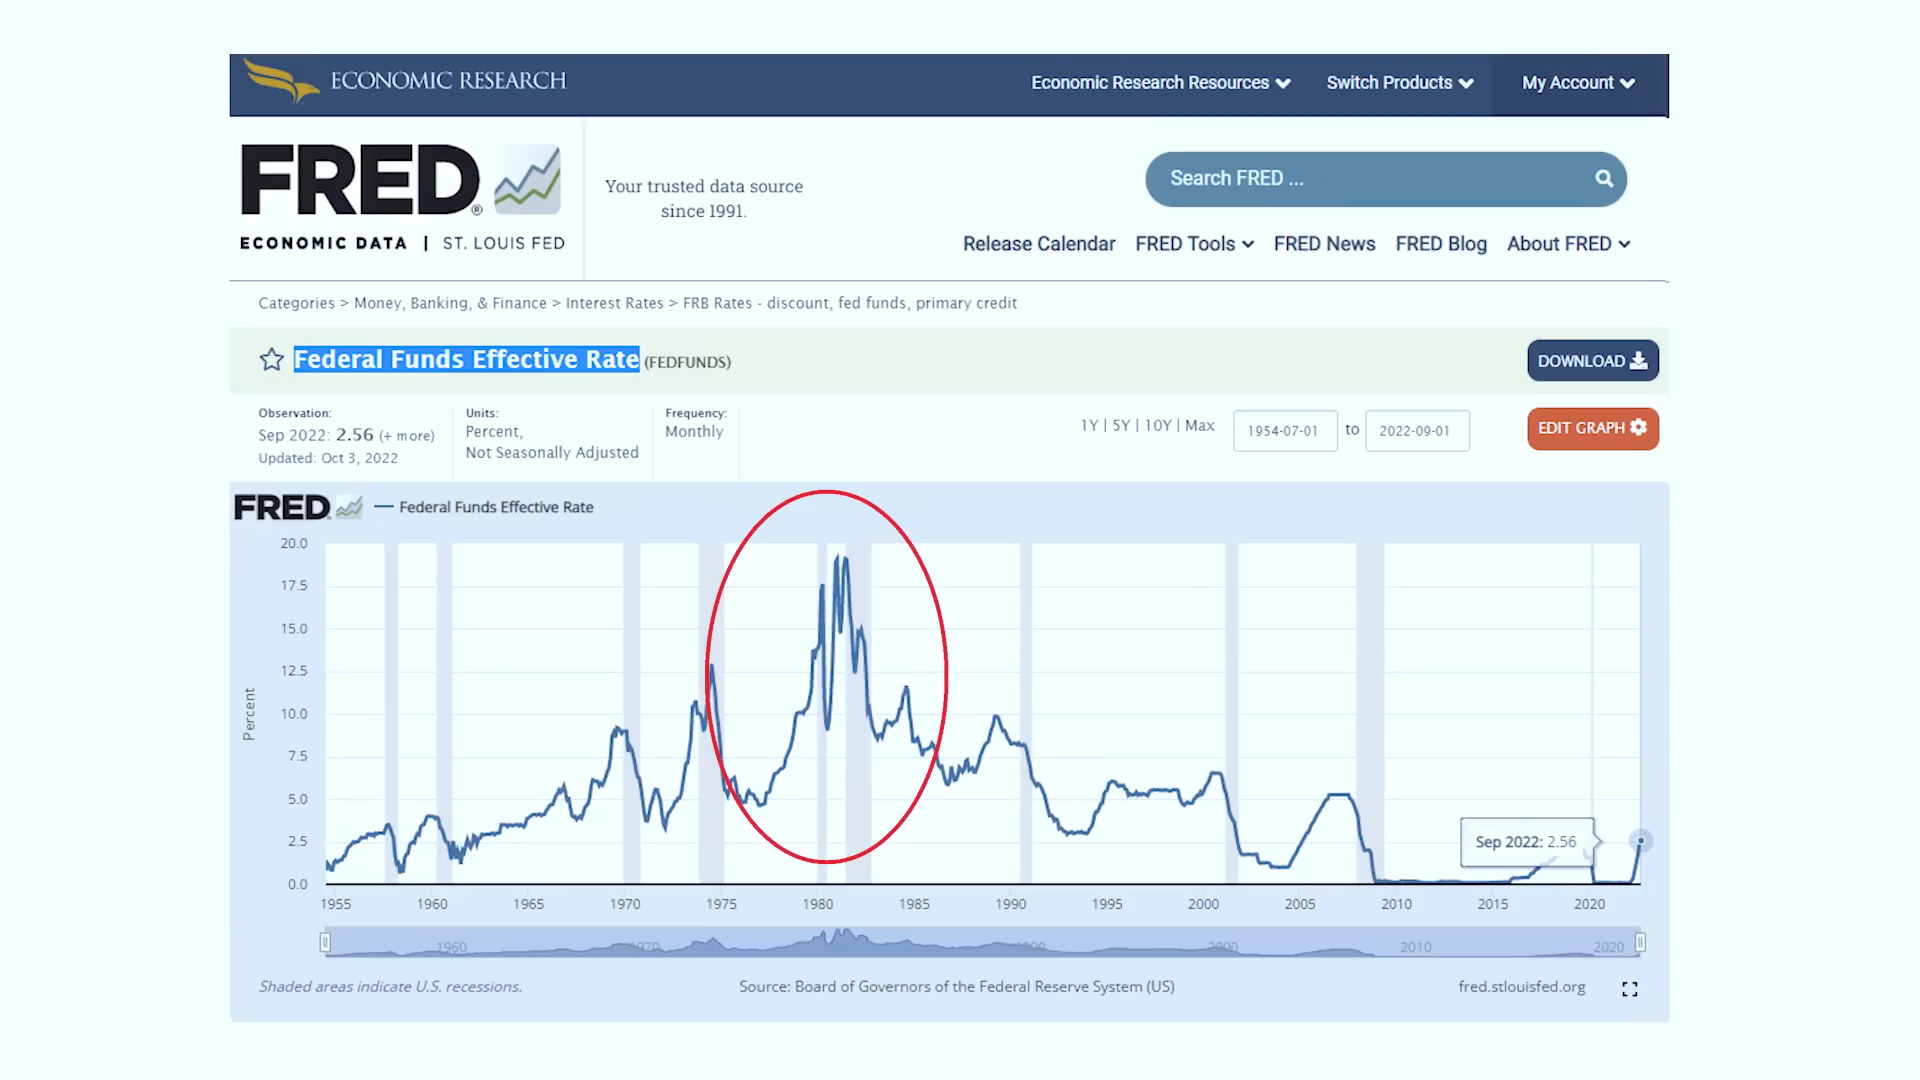 ECONOMIC RESEARCH
Economic Research Resources
Switch Products
My Account
FRED®
ECONOMIC DATA | ST. LOUIS FED
Your trusted data source
since 1991.
Search FRED ...
Release Calendar
FRED Tools
FRED News
FRED Blog
About FRED
Categories > Money, Banking, & Finance > Interest Rates > FRB Rates - discount, fed funds, primary credit
Federal Funds Effective Rate (FEDFUNDS)
DOWNLOAD
Observation:
Sep 2022: 2.56 (+ more)
Updated: Oct 3, 2022
Units:
Percent,
Not Seasonally Adjusted
Frequency:
Monthly
1Y | 5Y | 10Y | Max
1954-07-01 to 2022-09-01
EDIT GRAPH
FRED
Federal Funds Effective Rate
Percent
20.0
17.5
15.0
12.5
10.0
7.5
5.0
2.5
0.0
Sep 2022: 2.56
1955 1960 1965 1970 1975 1980 1985 1990 1995 2000 2005 2010 2015 2020
1960 1970 1990 2000 2010 2020
Shaded areas indicate U.S. recessions.
Source: Board of Governors of the Federal Reserve System (US)
fred.stlouisfed.org